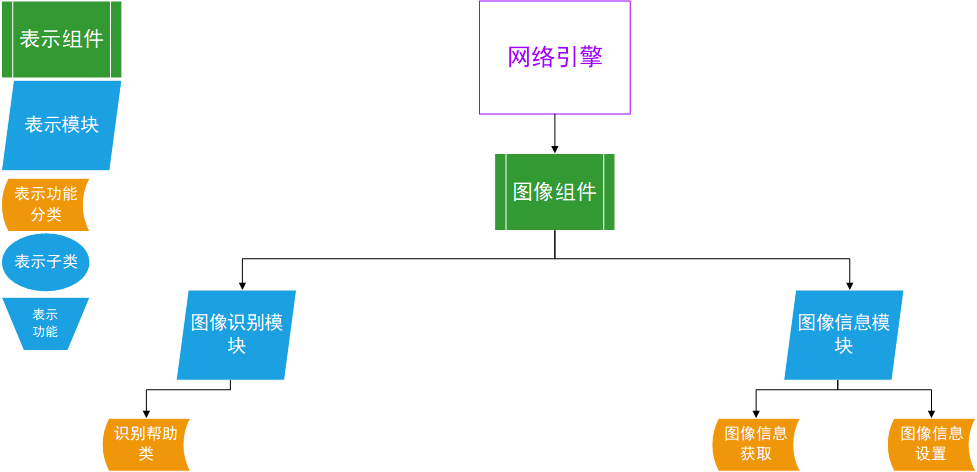 表示组件
表示模块
表示功能
分类
表示子类
表示
功能
网络引擎
图像组件
图像识别模
块
图像信息模
块
识别帮助
类
图像信息
获取
图像信息
设置